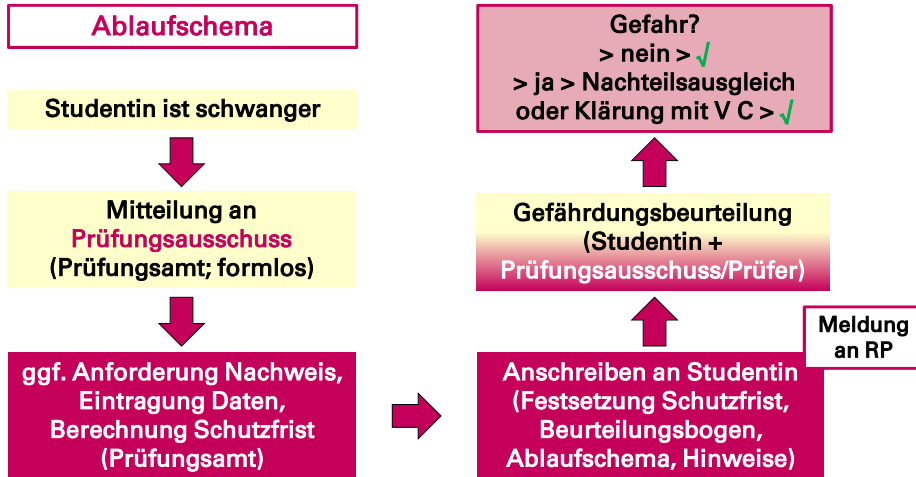 Ablaufschema
Studentin ist schwanger
Mitteilung an
Prüfungsausschuss
(Prüfungsamt; formlos)
ggf. Anforderung Nachweis,
Eintragung Daten,
Berechnung Schutzfrist
(Prüfungsamt)
Anschreiben an Studentin
(Festsetzung Schutzfrist,
Beurteilungsbogen,
Ablaufschema, Hinweise)
Meldung
an RP
Gefährdungsbeurteilung
(Studentin +
Prüfungsausschuss/Prüfer)
Gefahr?
> nein > √
> ja > Nachteilsausgleich
oder Klärung mit V C > √